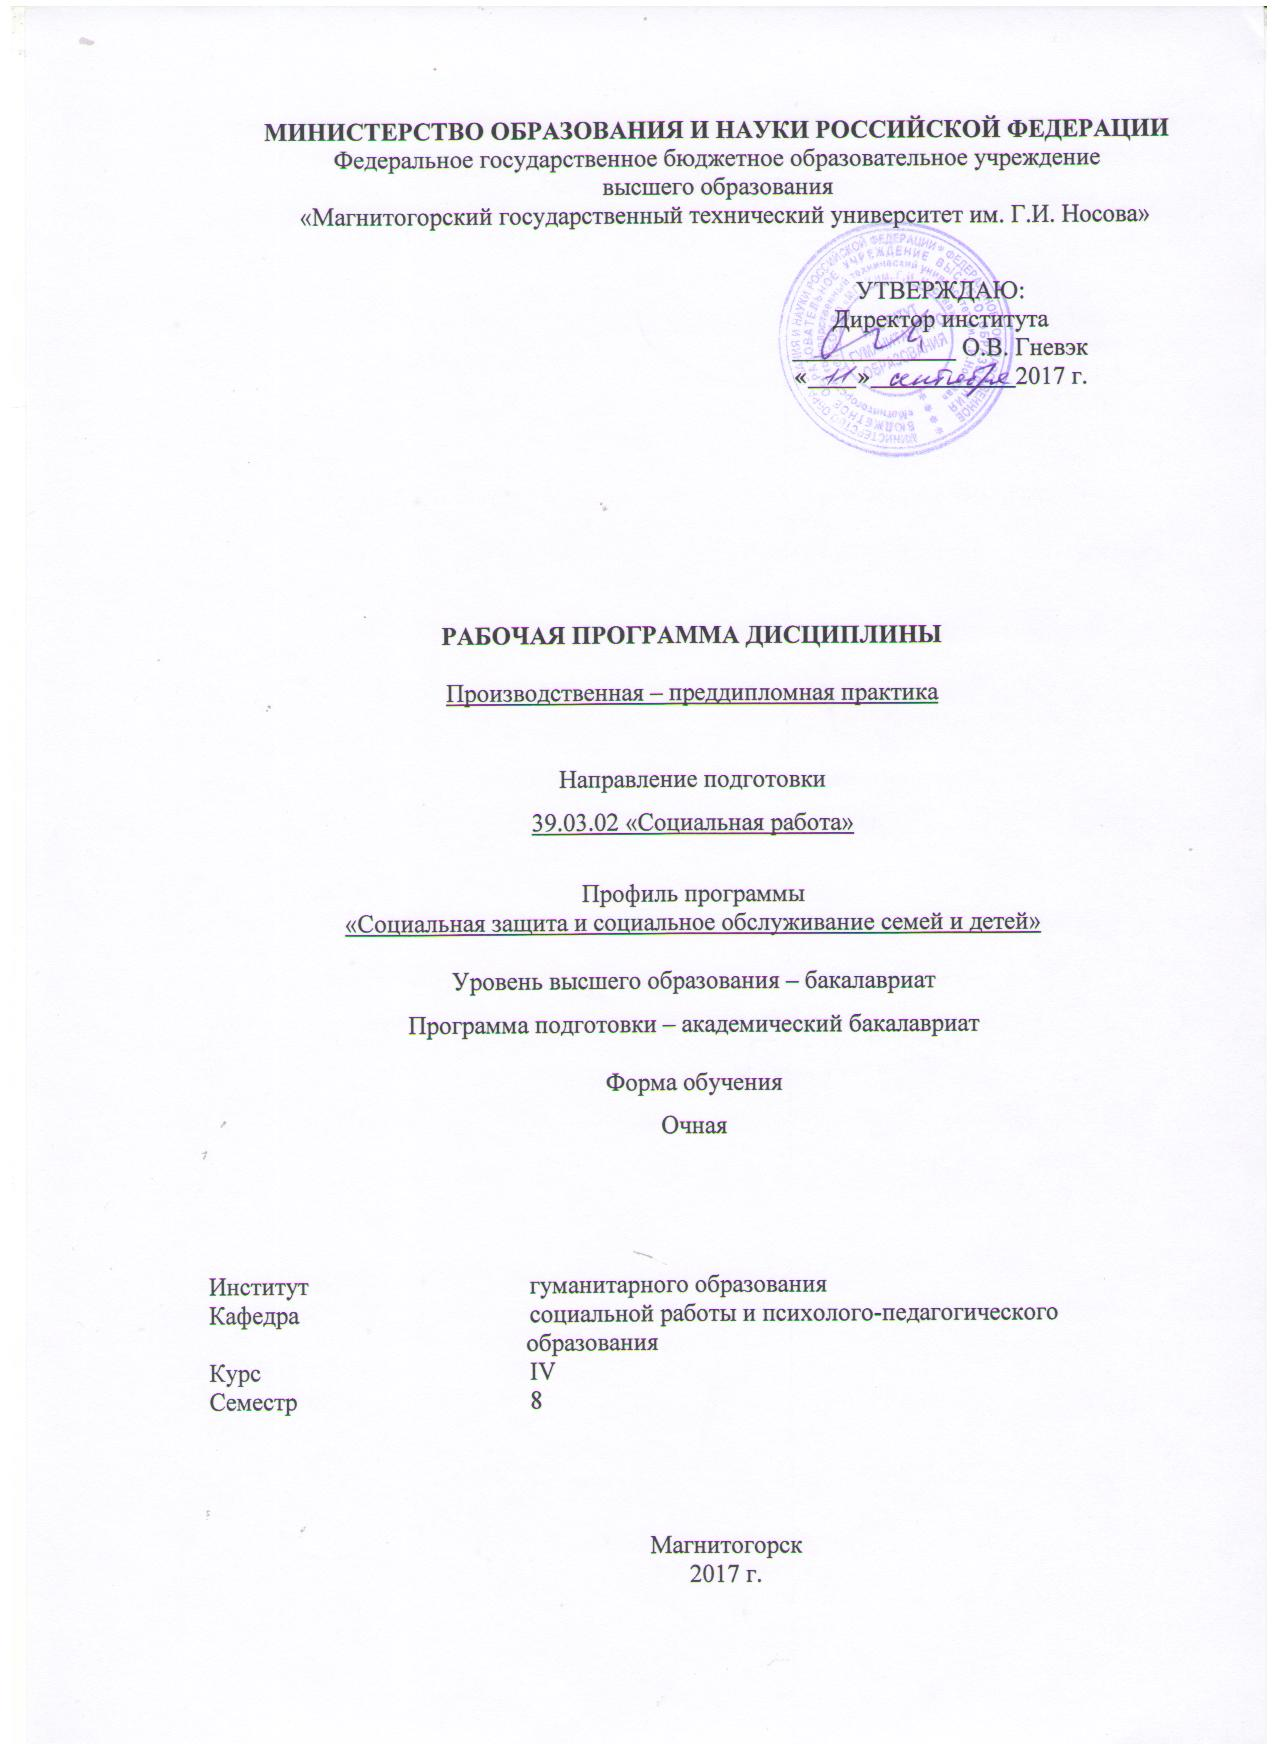 МИНИСТЕРСТВО ОБРАЗОВАНИЯ И НАУКИ РОССИЙСКОЙ ФЕДЕРАЦИИ
Федеральное государственное бюджетное образовательное учреждение
высшего образования
«Магнитогорский государственный технический университет им. Г.И. Носова»
УТВЕРЖДАЮ:
Директор института
О.В. Гневэк
«11» сентября 2017 г.
ГУМАНИТАРНОГО
ОБРАЗОВАНИЯ
РАБОЧАЯ ПРОГРАММА ДИСЦИПЛИНЫ
Производственная – преддипломная практика
Направление подготовки
39.03.02 «Социальная работа»
Профиль программы
«Социальная защита и социальное обслуживание семей и детей»
Уровень высшего образования – бакалавриат
Программа подготовки – академический бакалавриат
Форма обучения
Очная
Институт гуманитарного образования
Кафедра социальной работы и психолого-педагогического
образования
Курс IV
Семестр 8
Магнитогорск
2017 г.